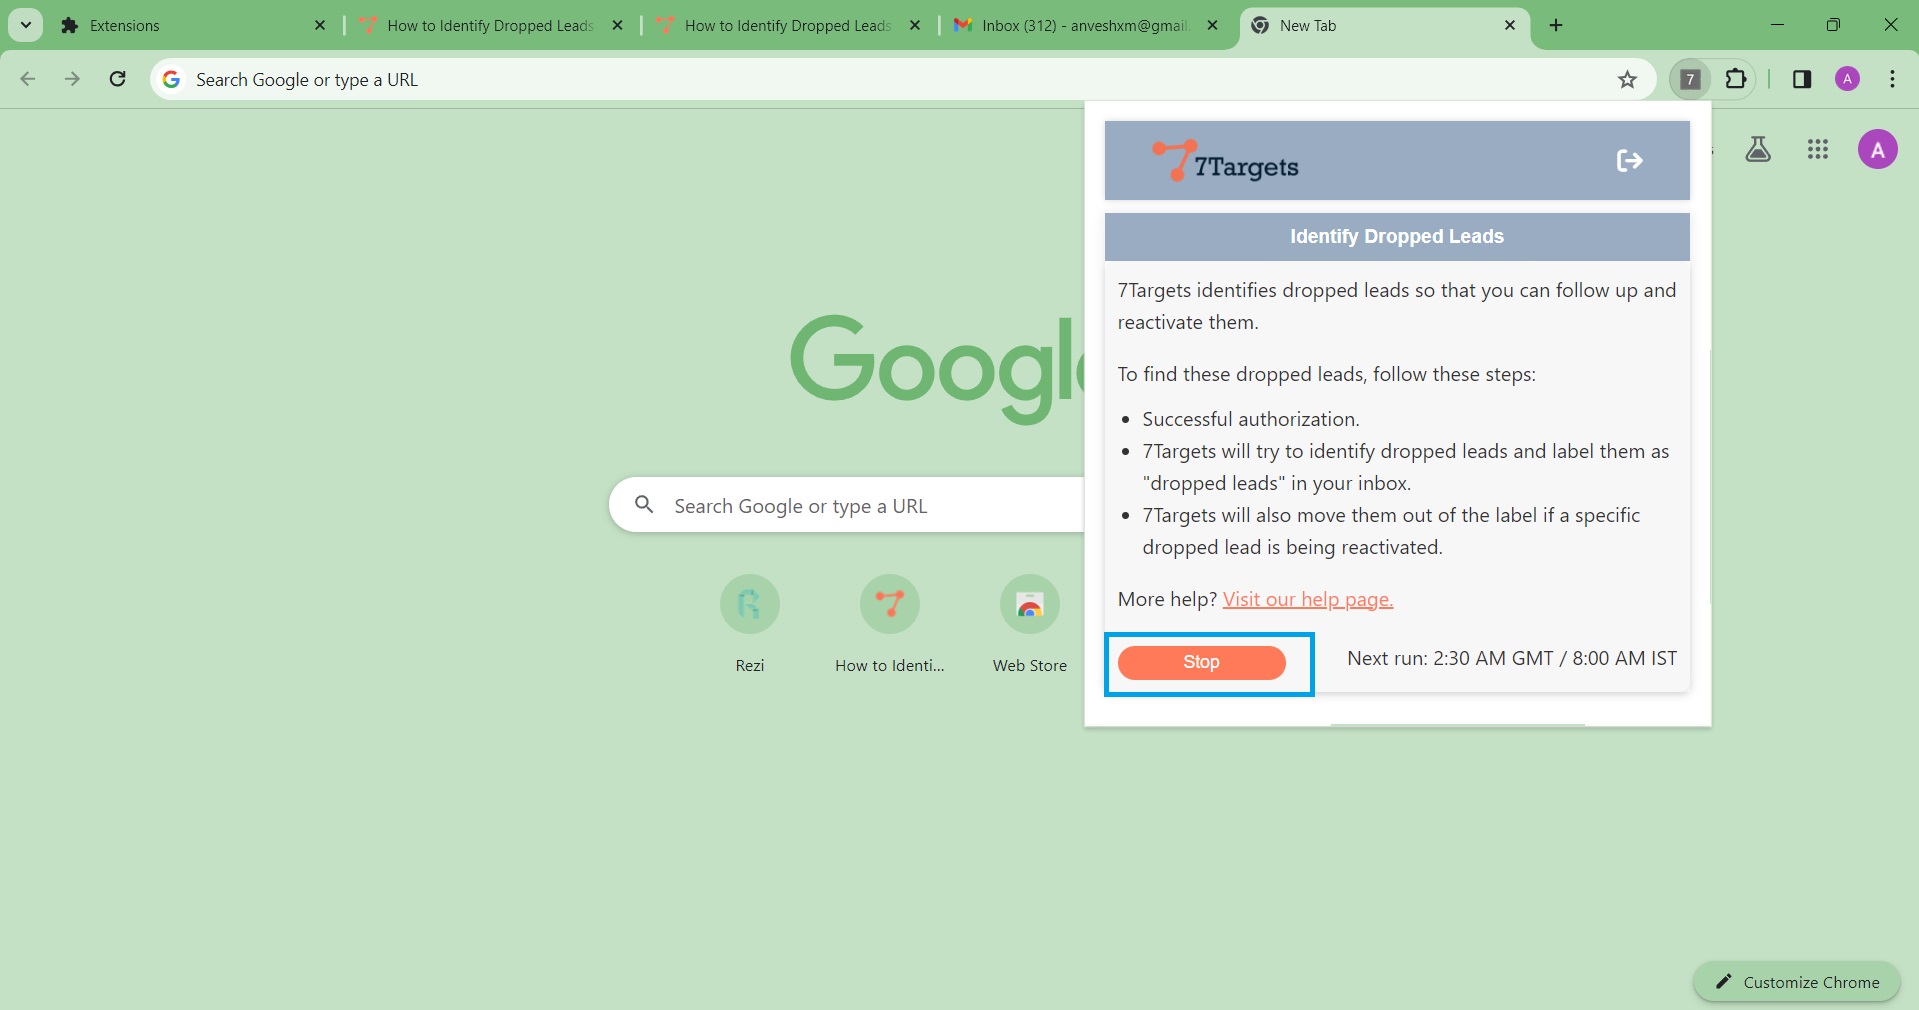 Extensions
How to Identify Dropped Leads
How to Identify Dropped Leads
Inbox (312) - anveshxm@gmail.
New Tab
Search Google or type a URL
7
A
7Targets
A
Identify Dropped Leads
7Targets identifies dropped leads so that you can follow up and
reactivate them.
To find these dropped leads, follow these steps:
• Successful authorization.
• 7Targets will try to identify dropped leads and label them as
"dropped leads" in your inbox.
• 7Targets will also move them out of the label if a specific
dropped lead is being reactivated.
More help? Visit our help page.
Stop
Next run: 2:30 AM GMT / 8:00 AM IST
Google
Search Google or type a URL
Rezi
How to Identi...
Web Store
Customize Chrome